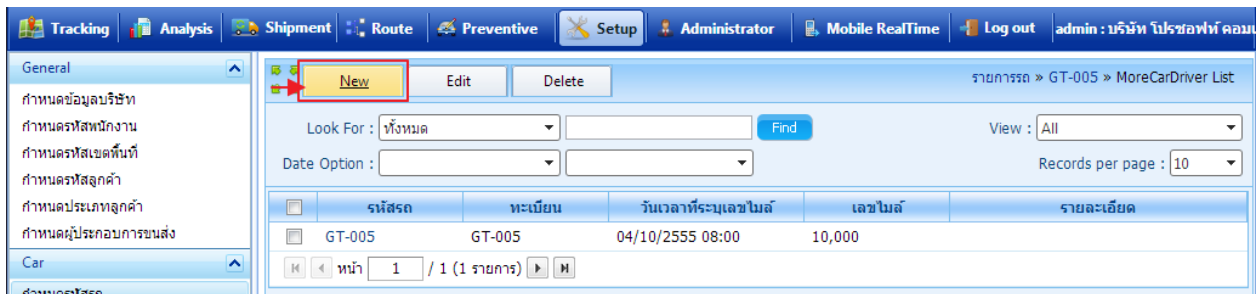 Tracking Analysis Shipment Route Preventive Setup Administrator Mobile RealTime Log out admin : บริษัท โปรซอฟท์ คอม
General
กำหนดข้อมูลบริษัท
กำหนดรหัสพนักงาน
กำหนดรหัสเขตพื้นที่
กำหนดรหัสลูกค้า
กำหนดประเภทลูกค้า
กำหนดผู้ประกอบการขนส่ง
Car
กำหนดรหัสรถ
New Edit Delete รายการรถ » GT-005 » MoreCarDriver List
Look For : ทั้งหมด Find View : All
Date Option : Records per page : 10
รหัสรถ ทะเบียน วันเวลาที่ระบุเลขไมล์ เลขไมล์ รายละเอียด
GT-005 GT-005 04/10/2555 08:00 10,000
หน้า 1 / 1 (1 รายการ)